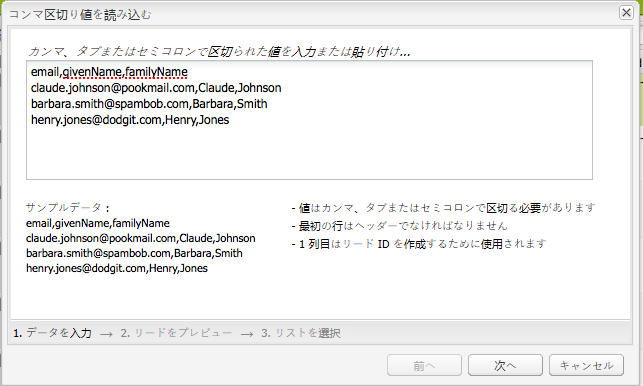 コンマ区切り値を読み込む
カンマ、タブまたはセミコロンで区切られた値を入力または貼り付け...
email,givenName,familyName
claude.johnson@pookmail.com,Claude,Johnson
barbara.smith@spambob.com,Barbara,Smith
henry.jones@dodgit.com,Henry,Jones
サンプルデータ：
email,givenName,familyName
claude.johnson@pookmail.com,Claude,Johnson
barbara.smith@spambob.com,Barbara,Smith
henry.jones@dodgit.com,Henry,Jones
- 値はカンマ、タブまたはセミコロンで区切る必要があります
- 最初の行はヘッダーでなければなりません
- 1 列目はリード ID を作成するために使用されます
1. データを入力 → 2. リードをプレビュー → 3. リストを選択
前へ 次へ キャンセル